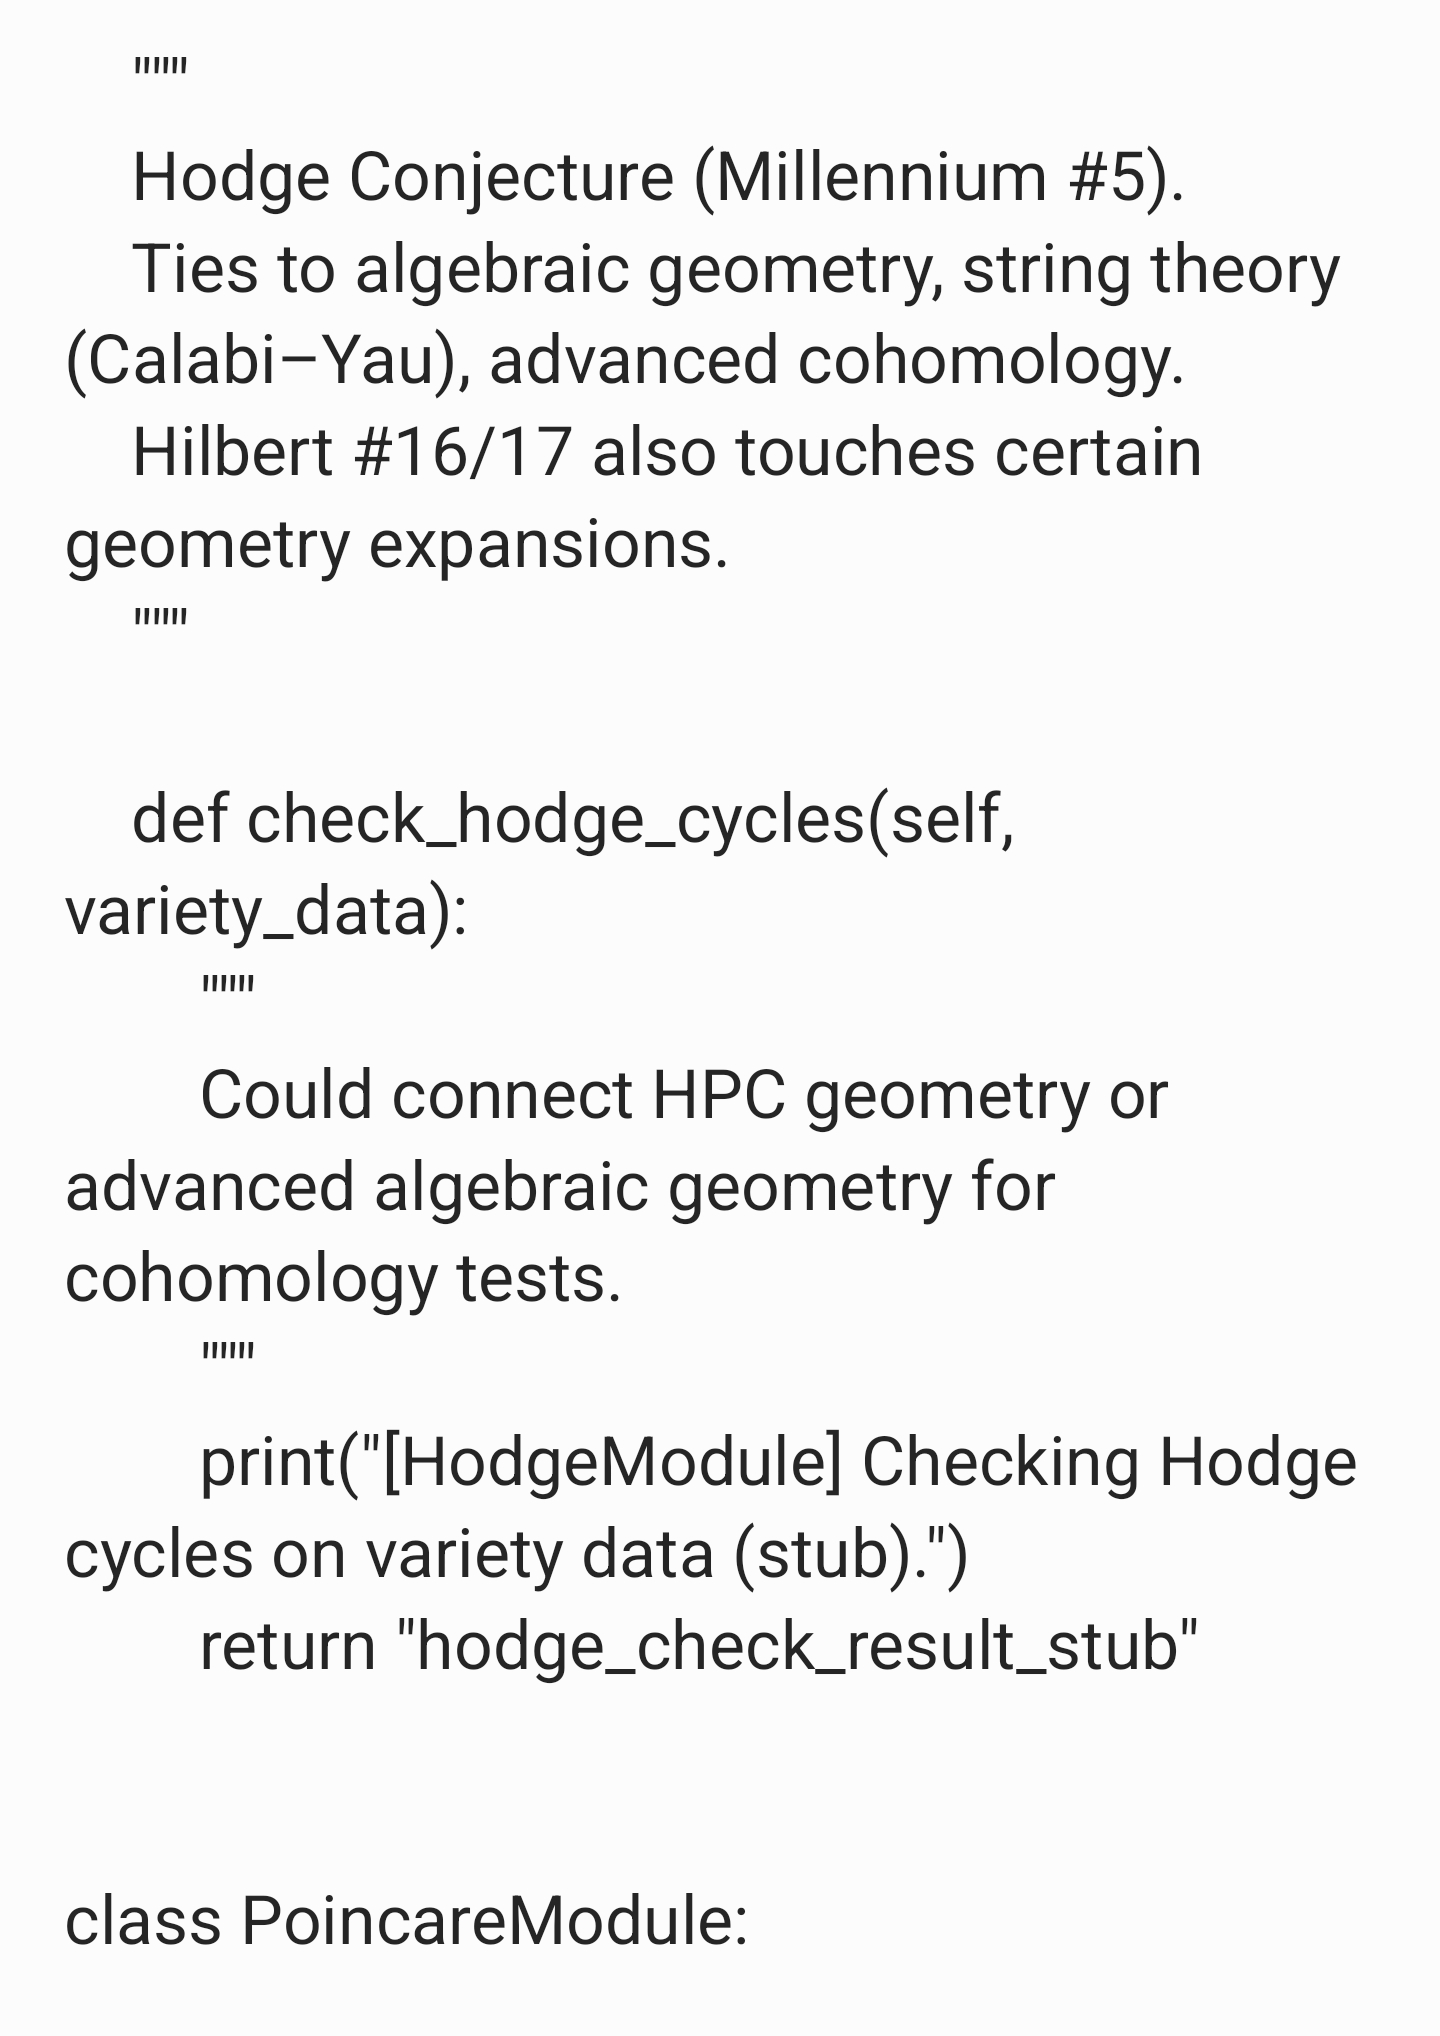 """
Hodge Conjecture (Millennium #5).
Ties to algebraic geometry, string theory
(Calabi–Yau), advanced cohomology.
Hilbert #16/17 also touches certain
geometry expansions.
"""
def check_hodge_cycles(self,
variety_data):
"""
Could connect HPC geometry or
advanced algebraic geometry for
cohomology tests.
"""
print("[HodgeModule] Checking Hodge
cycles on variety data (stub).")
return "hodge_check_result_stub"
class PoincareModule: